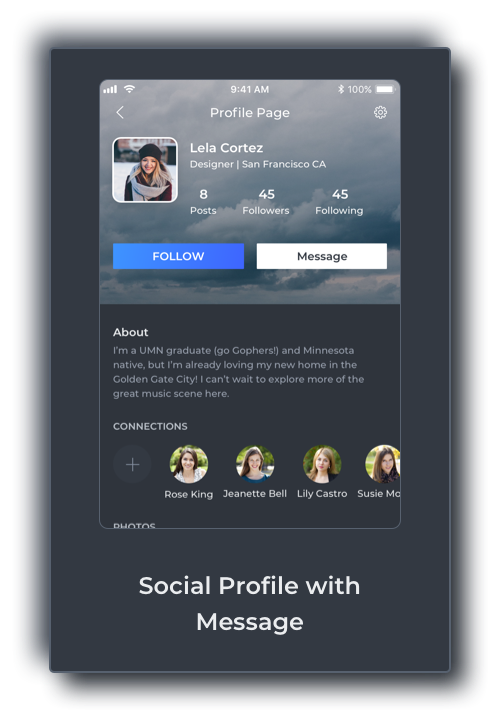 9:41 AM
100%
Profile Page
Lela Cortez
Designer | San Francisco CA
8 45 45
Posts Followers Following
FOLLOW Message
About
I'm a UMN graduate (go Gophers!) and Minnesota
native, but I'm already loving my new home in the
Golden Gate City! I can't wait to explore more of the
great music scene here.
CONNECTIONS
Rose King Jeanette Bell Lily Castro Susie Mo
PHOTOS
Social Profile with
Message